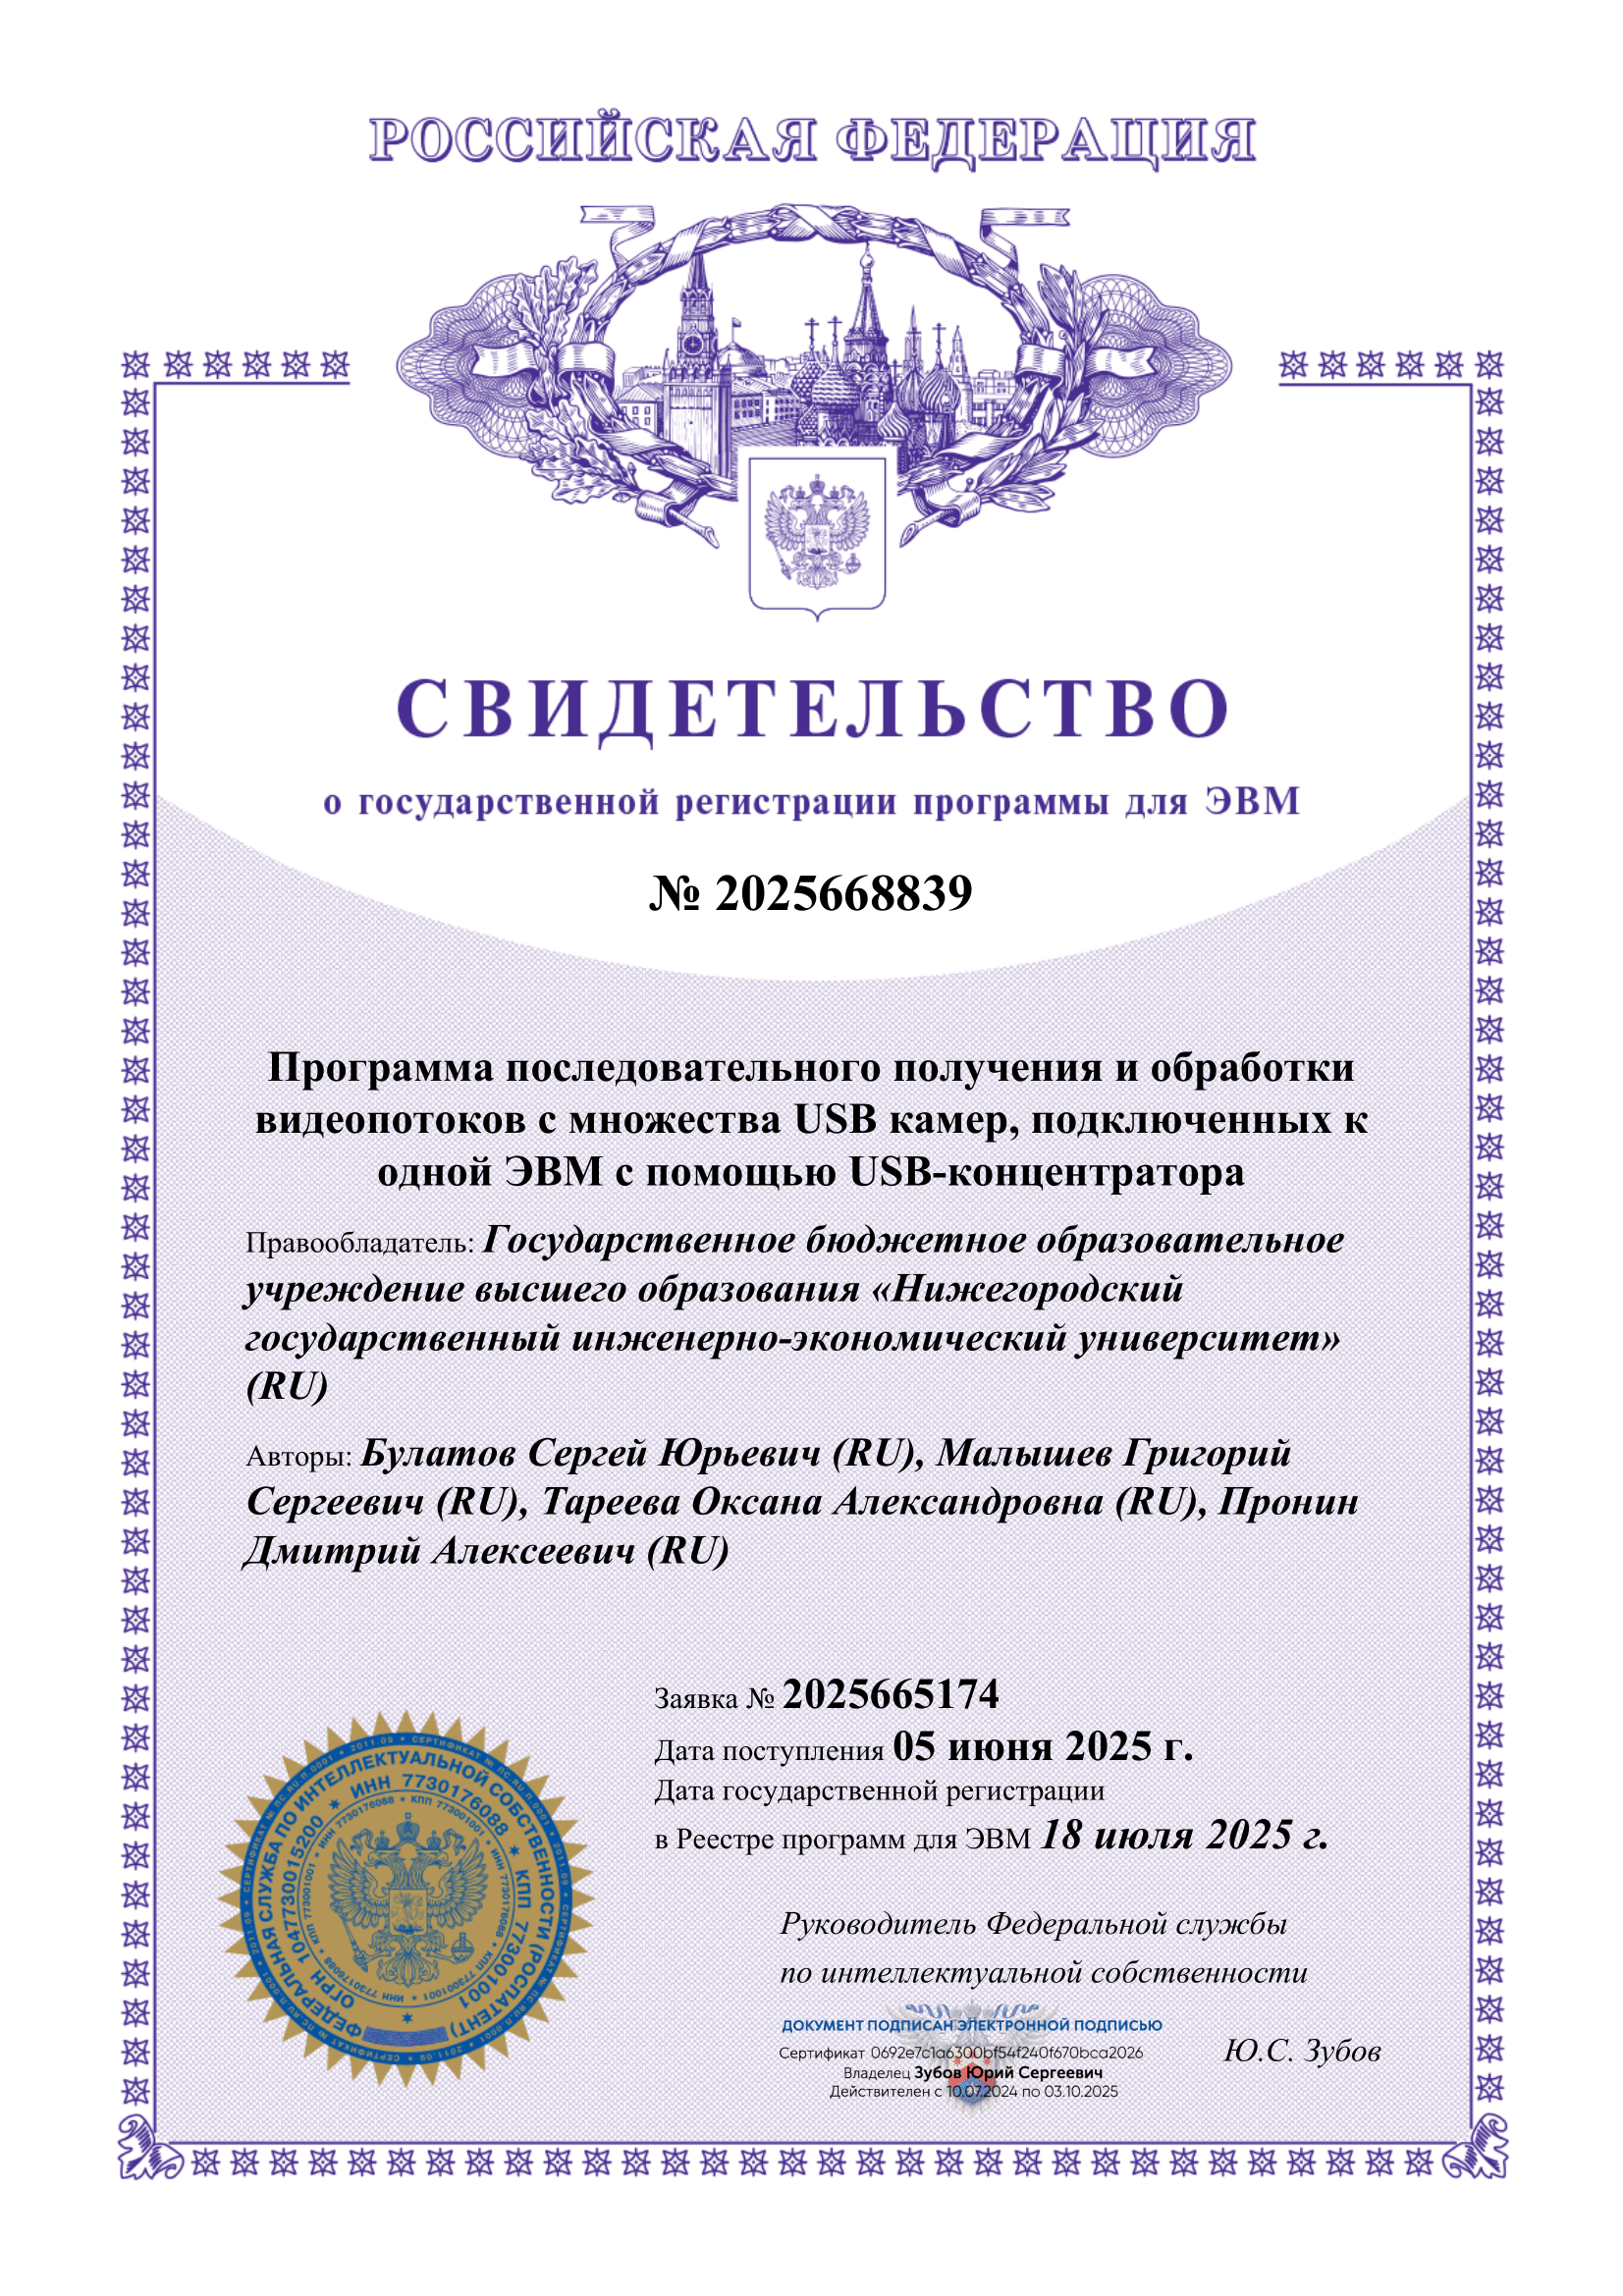 РОССИЙСКАЯ ФЕДЕРАЦИЯ
СВИДЕТЕЛЬСТВО
о государственной регистрации программы для ЭВМ
№ 2025668839
Программа последовательного получения и обработки
видеопотоков с множества USB камер, подключенных к
одной ЭВМ с помощью USB-концентратора
Правообладатель: Государственное бюджетное образовательное
учреждение высшего образования «Нижегородский
государственный инженерно-экономический университет»
(RU)
Авторы: Булатов Сергей Юрьевич (RU), Малышев Григорий
Сергеевич (RU), Тареева Оксана Александровна (RU), Пронин
Дмитрий Алексеевич (RU)
Заявка № 2025665174
Дата поступления 05 июня 2025 г.
Дата государственной регистрации
в Реестре программ для ЭВМ 18 июля 2025 г.
Руководитель Федеральной службы
по интеллектуальной собственности
ДОКУМЕНТ ПОДПИСАН ЭЛЕКТРОННОЙ ПОДПИСЬЮ
Сертификат 0692e7c1a6300bf54f240f670bca2026
Владелец Зубов Юрий Сергеевич
Действителен с 10.07.2024 по 03.10.2025
Ю.С. Зубов
ФЕДЕРАЛЬНАЯ СЛУЖБА ПО ИНТЕЛЛЕКТУАЛЬНОЙ СОБСТВЕННОСТИ (РОСПАТЕНТ)
ОГРН 1047730015200 * ИНН 7730176088 * КПП 773001001 *